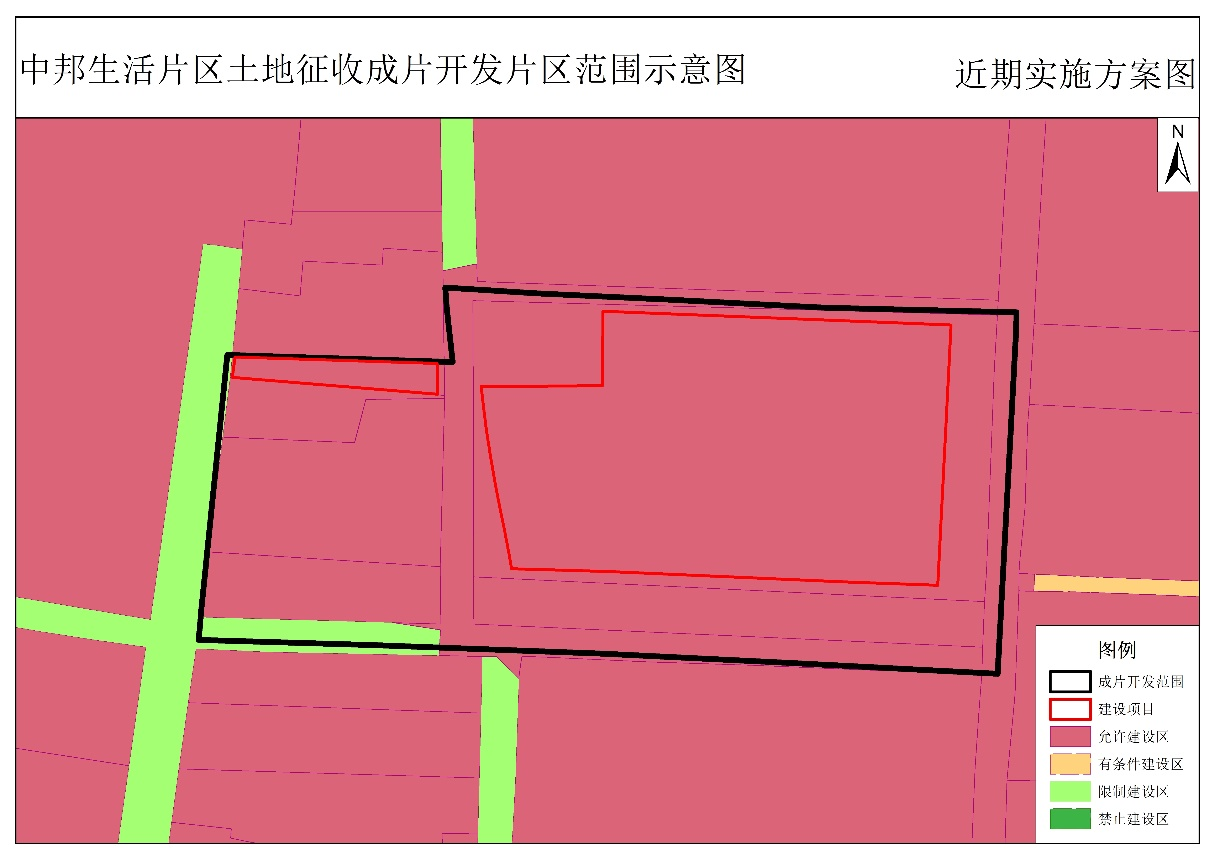 中邦生活片区土地征收成片开发片区范围示意图
近期实施方案图
N
图例
成片开发范围
建设项目
允许建设区
有条件建设区
限制建设区
禁止建设区